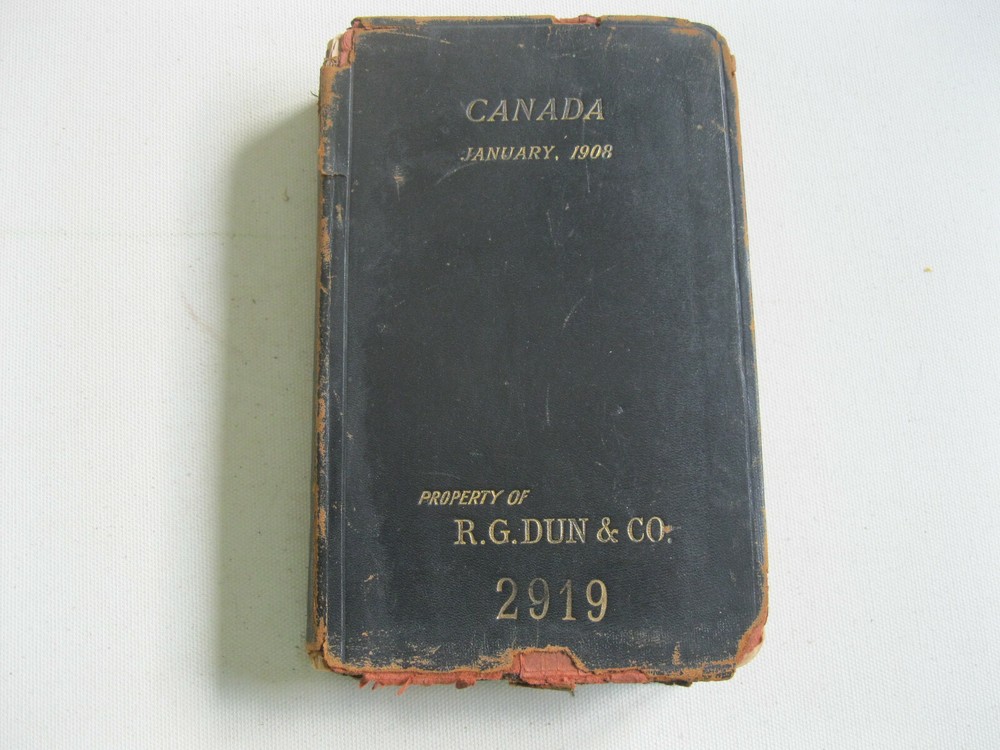 CANADA
JANUARY, 1908
PROPERTY OF
R.G. DUN & CO.
2919